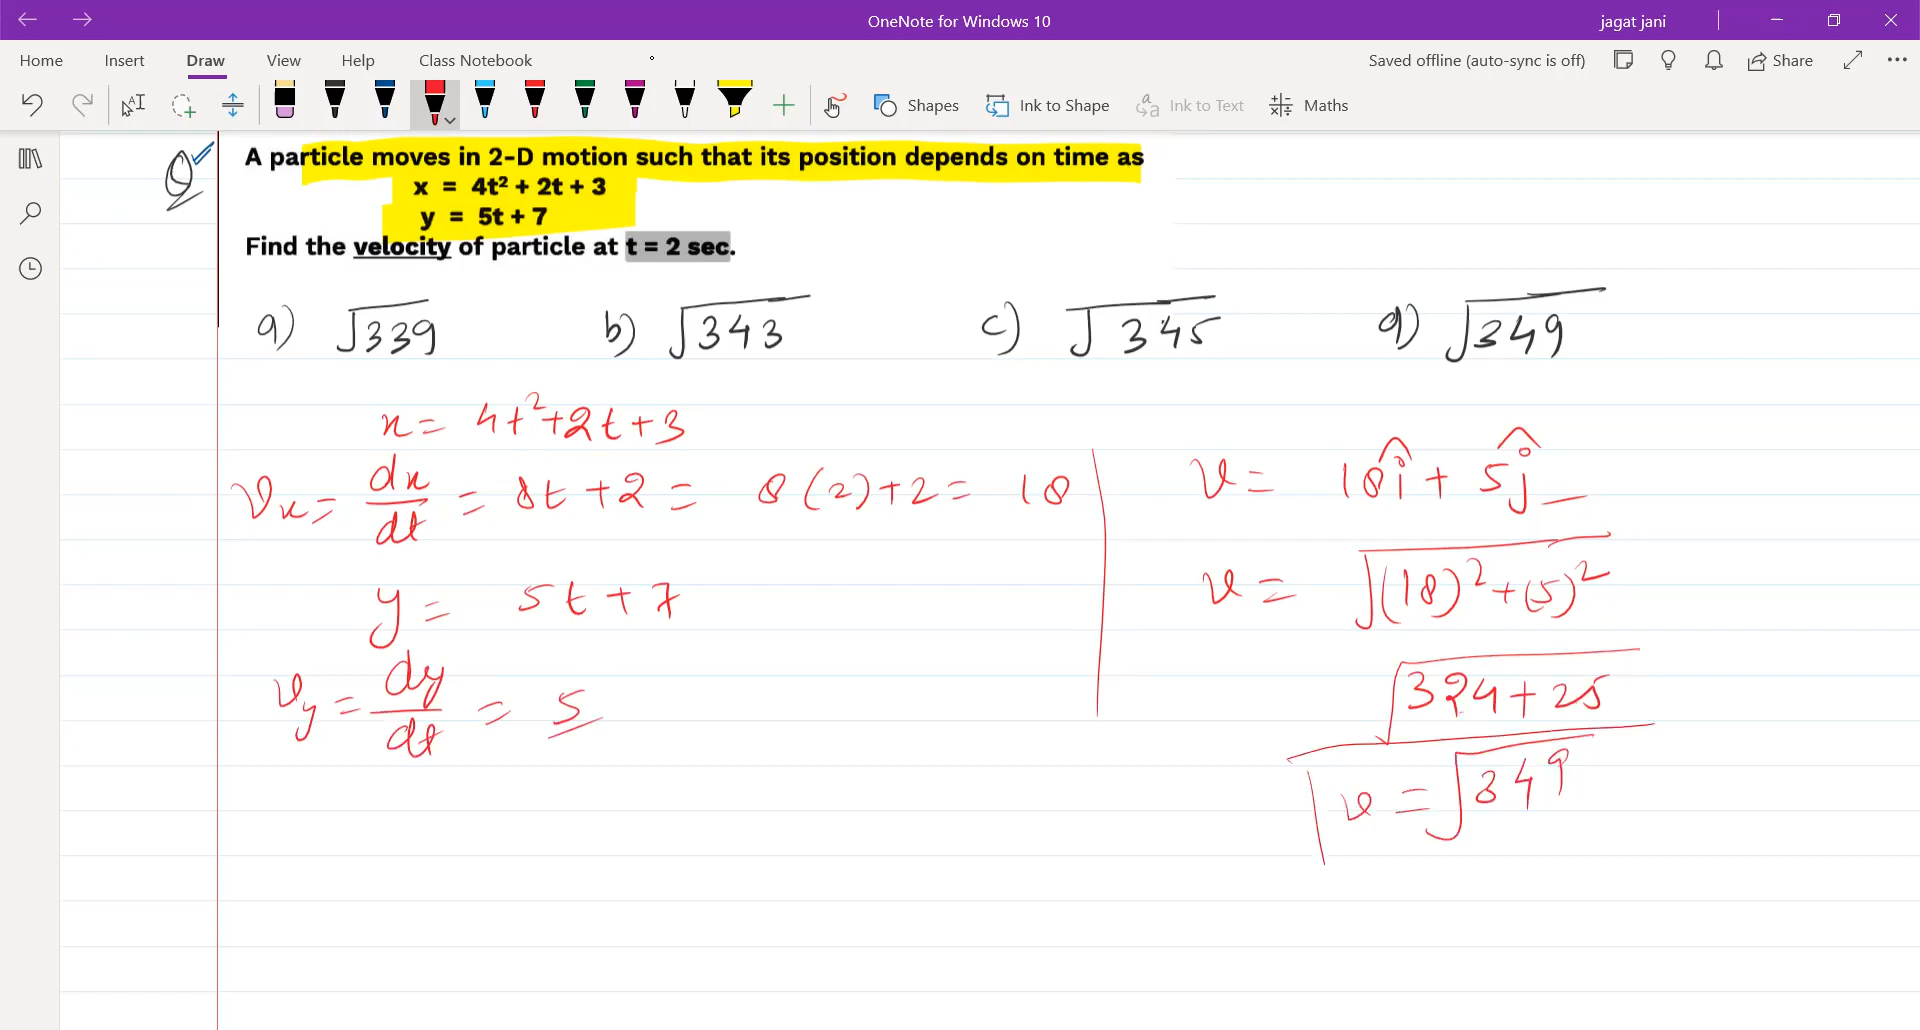 OneNote for Windows 10
jagat jani
Home Insert Draw View Help Class Notebook
Saved offline (auto-sync is off) Share
Shapes Ink to Shape Ink to Text Maths
Q
A particle moves in 2-D motion such that its position depends on time as
x = 4t² + 2t + 3
y = 5t + 7
Find the velocity of particle at t = 2 sec.
a) √339 b) √343 c) √345 d) √349
x = 4t² + 2t + 3
Vx = dx/dt = 8t + 2 = 8(2) + 2 = 18
y = 5t + 7
vy = dy/dt = 5
v = 18î + 5ĵ
v = √(18)² + (5)²
√324 + 25
v = √349